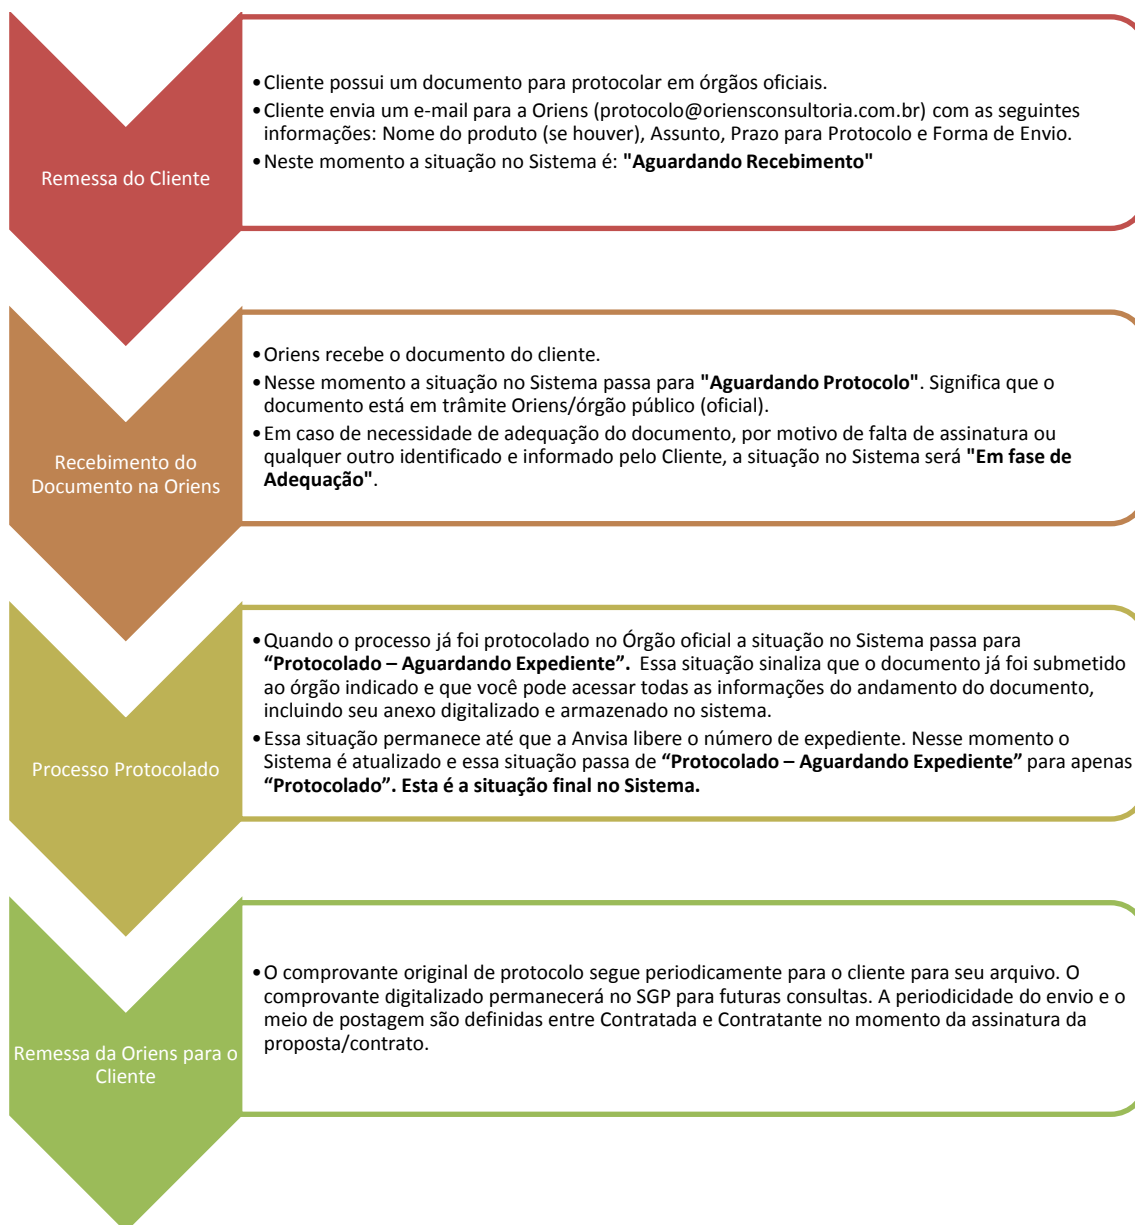 Remessa do Cliente
•Cliente possui um documento para protocolar em órgãos oficiais.
•Cliente envia um e-mail para a Oriens (protocolo@oriensconsultoria.com.br) com as seguintes
informações: Nome do produto (se houver), Assunto, Prazo para Protocolo e Forma de Envio.
•Neste momento a situação no Sistema é: "Aguardando Recebimento"
Recebimento do
Documento na Oriens
•Oriens recebe o documento do cliente.
•Nesse momento a situação no Sistema passa para "Aguardando Protocolo". Significa que o
documento está em trâmite Oriens/órgão público (oficial).
•Em caso de necessidade de adequação do documento, por motivo de falta de assinatura ou
qualquer outro identificado e informado pelo Cliente, a situação no Sistema será "Em fase de
Adequação".
Processo Protocolado
•Quando o processo já foi protocolado no Órgão oficial a situação no Sistema passa para
“Protocolado – Aguardando Expediente”. Essa situação sinaliza que o documento já foi submetido
ao órgão indicado e que você pode acessar todas as informações do andamento do documento,
incluindo seu anexo digitalizado e armazenado no sistema.
•Essa situação permanece até que a Anvisa libere o número de expediente. Nesse momento o
Sistema é atualizado e essa situação passa de “Protocolado – Aguardando Expediente” para apenas
“Protocolado”. Esta é a situação final no Sistema.
Remessa da Oriens para o
Cliente
•O comprovante original de protocolo segue periodicamente para o cliente para seu arquivo. O
comprovante digitalizado permanecerá no SGP para futuras consultas. A periodicidade do envio e o
meio de postagem são definidas entre Contratada e Contratante no momento da assinatura da
proposta/contrato.